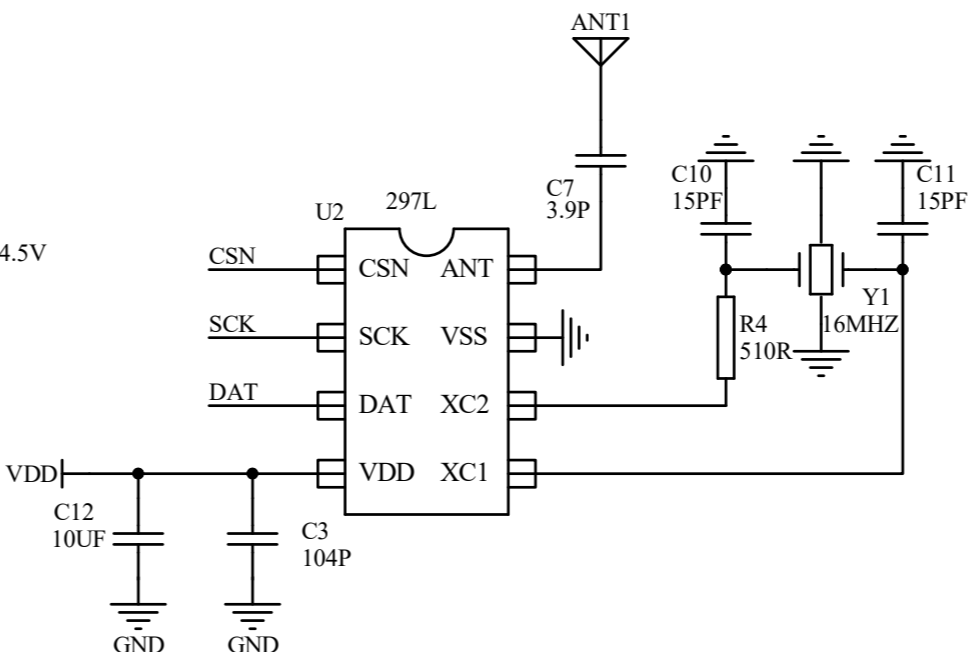 ANT1
C10
15PF
C11
15PF
C7
3.9P
U2
297L
4.5V
CSN
CSN
ANT
Y1
16MHZ
SCK
SCK
VSS
R4
510R
DAT
DAT
XC2
VDD
VDD
XC1
C12
10UF
C3
104P
GND
GND